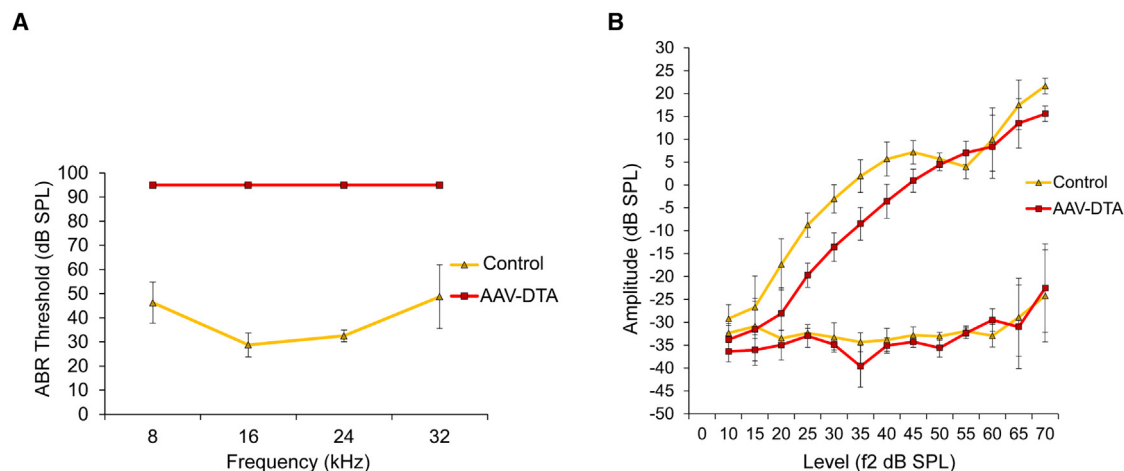 A
ABR Threshold (dB SPL)
100
90
80
70
60
50
40
30
20
10
0
8 16 24 32
Frequency (kHz)
Control
AAV-DTA
B
Amplitude (dB SPL)
30
25
20
15
10
5
0
-5
-10
-15
-20
-25
-30
-35
-40
-45
-50
0 10 15 20 25 30 35 40 45 50 55 60 65 70
Level (f2 dB SPL)
Control
AAV-DTA